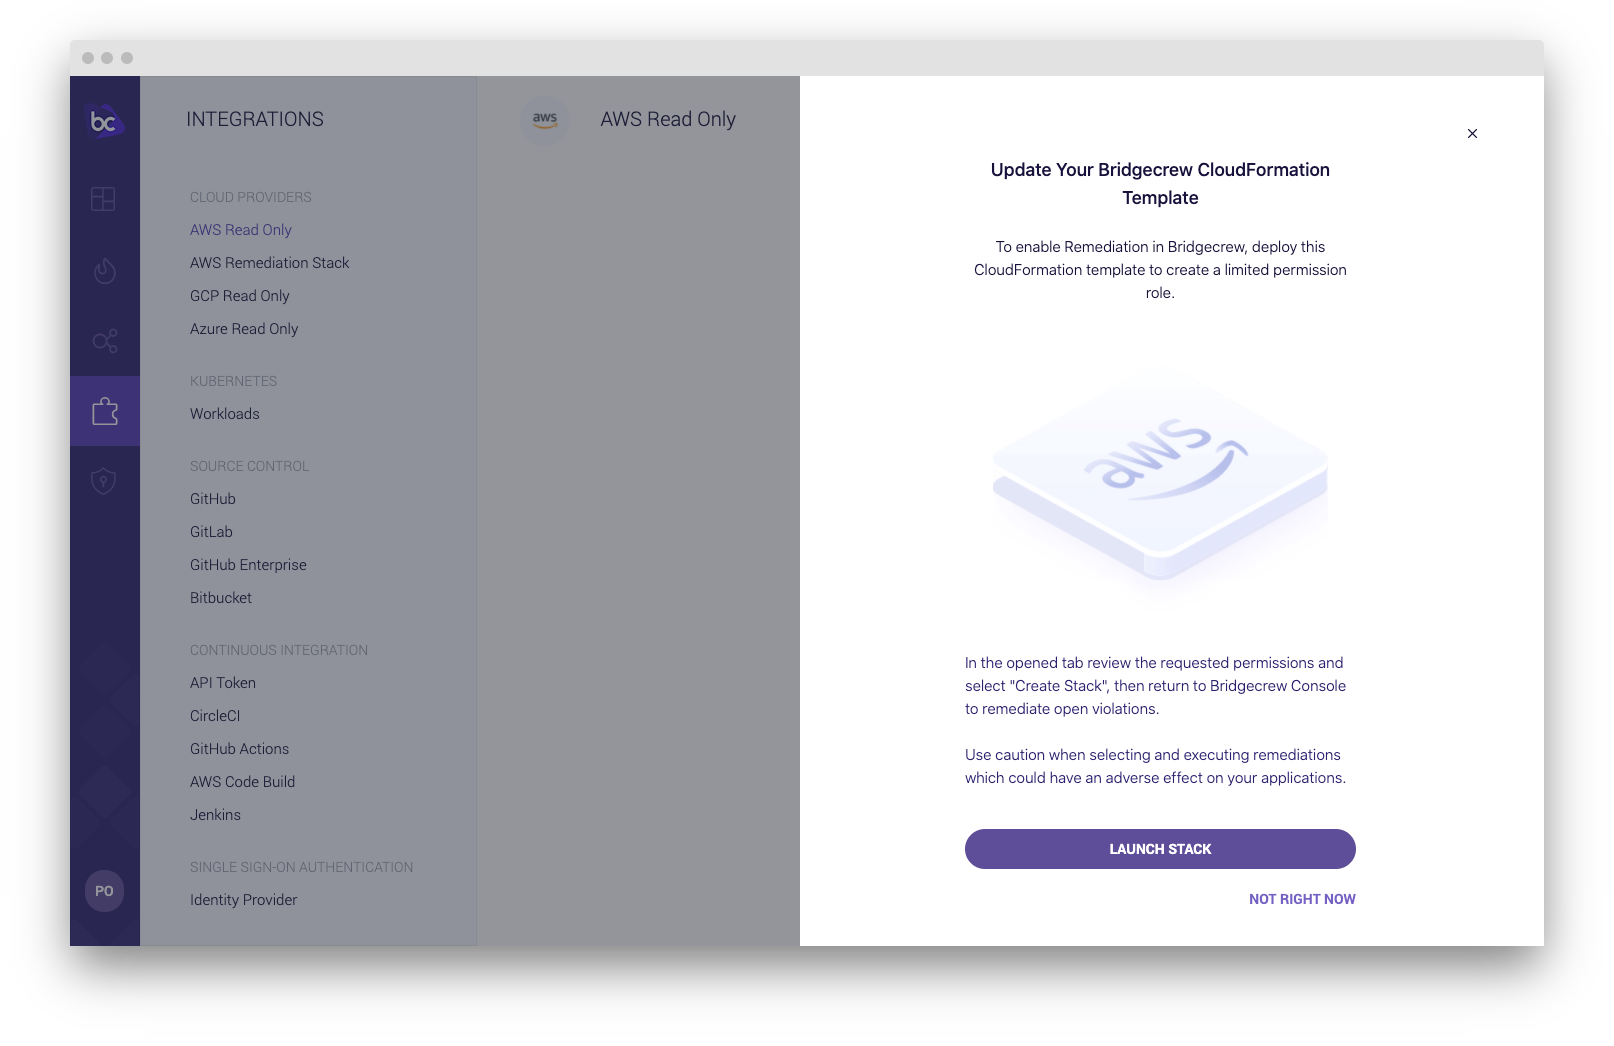 bc
INTEGRATIONS
CLOUD PROVIDERS
AWS Read Only
AWS Remediation Stack
GCP Read Only
Azure Read Only
KUBERNETES
Workloads
SOURCE CONTROL
GitHub
GitLab
GitHub Enterprise
Bitbucket
CONTINUOUS INTEGRATION
API Token
CircleCI
GitHub Actions
AWS Code Build
Jenkins
SINGLE SIGN-ON AUTHENTICATION
Identity Provider
PO
aws
AWS Read Only
Update Your Bridgecrew CloudFormation
Template
To enable Remediation in Bridgecrew, deploy this
CloudFormation template to create a limited permission
role.
aws
In the opened tab review the requested permissions and
select "Create Stack", then return to Bridgecrew Console
to remediate open violations.
Use caution when selecting and executing remediations
which could have an adverse effect on your applications.
LAUNCH STACK
NOT RIGHT NOW